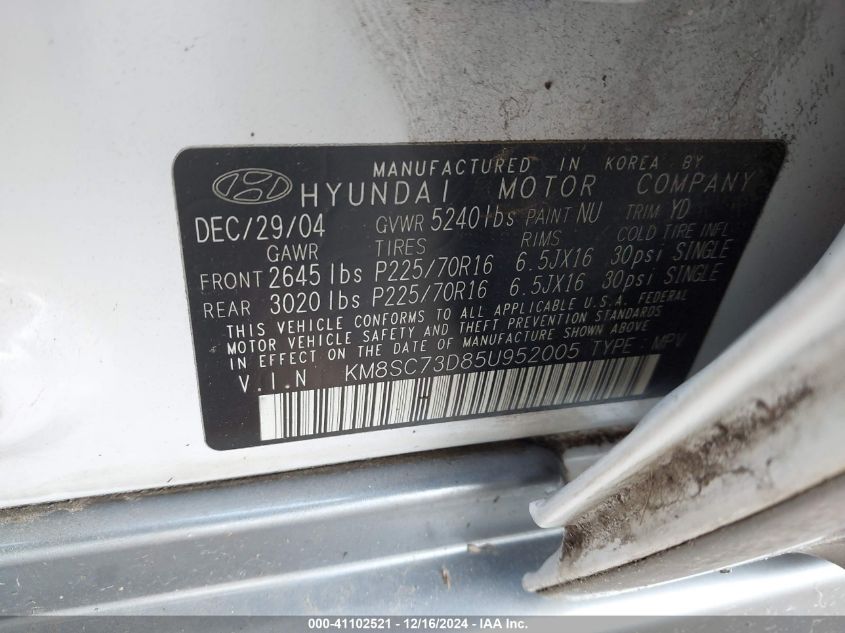 MANUFACTURED IN KOREA BY
HYUNDAI MOTOR COMPANY
DEC/29/04 GVWR 5240lbs PAINT NU TRIM YD
GAWR TIRES RIMS COLD TIRE INFL
FRONT 2645 lbs P225/70R16 6.5JX16 30psi SINGLE
REAR 3020 lbs P225/70R16 6.5JX16 30psi SINGLE
THIS VEHICLE CONFORMS TO ALL APPLICABLE U.S.A. FEDERAL
MOTOR VEHICLE SAFETY AND THEFT PREVENTION STANDARDS
IN EFFECT ON THE DATE OF MANUFACTURE SHOWN ABOVE
V.I.N KM8SC73D85U952005 TYPE : MPV
000-41102521 - 12/16/2024 - IAA Inc.